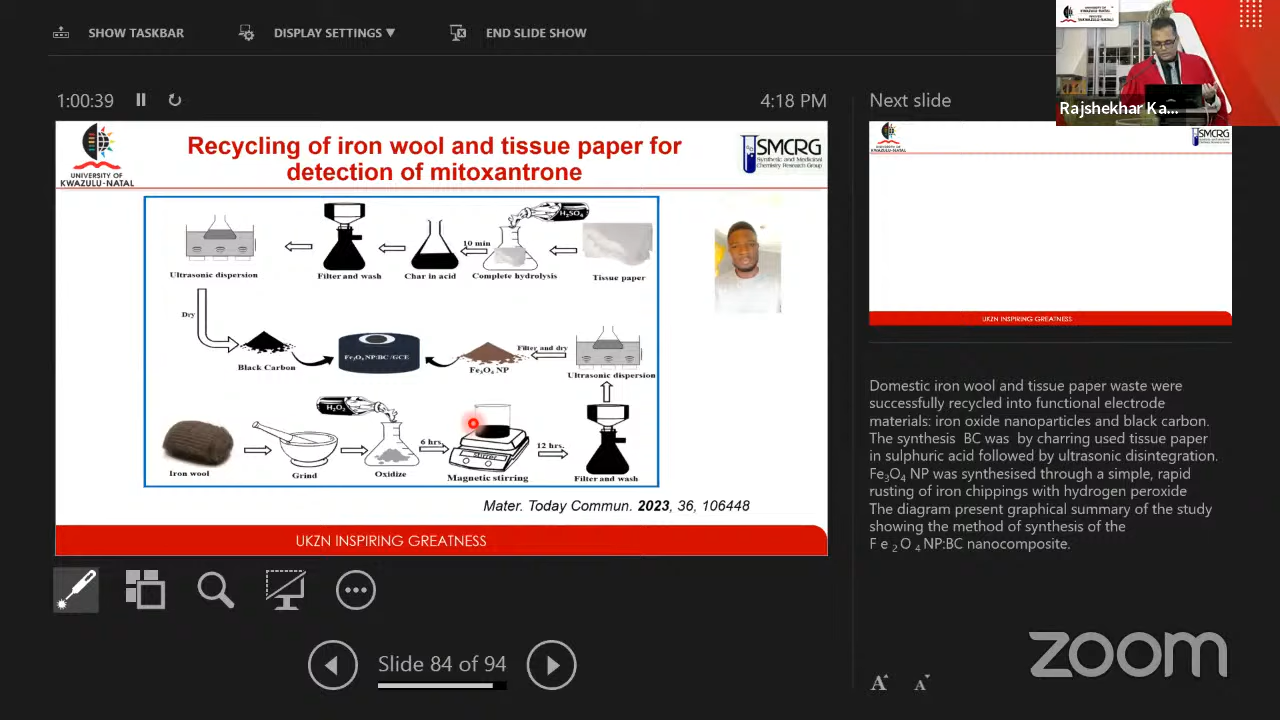 SHOW TASKBAR
DISPLAY SETTINGS ▼
END SLIDE SHOW
UNIVERSITY OF
KWAZULU-NATAL
Rajshekhar Ka...
1:00:39
4:18 PM
Next slide
UNIVERSITY OF
KWAZULU-NATAL
Recycling of iron wool and tissue paper for
detection of mitoxantrone
SMCRG
Synthetic and Medicinal
Chemistry Research Group
H₂SO₄
10 min
Ultrasonic dispersion
Filter and wash
Char in acid
Complete hydrolysis
Tissue paper
Dry
Black Carbon
Fe₃O₄ NP/BC/GCE
Fe₃O₄ NP
Filter and dry
Ultrasonic dispersion
H₂O₂
6 hrs.
12 hrs.
Iron wool
Grind
Oxidize
Magnetic stirring
Filter and wash
Mater. Today Commun. 2023, 36, 106448
UKZN INSPIRING GREATNESS
SMCRG
UKZN INSPIRING GREATNESS
Domestic iron wool and tissue paper waste were
successfully recycled into functional electrode
materials: iron oxide nanoparticles and black carbon.
The synthesis BC was by charring used tissue paper
in sulphuric acid followed by ultrasonic disintegration.
Fe₃O₄ NP was synthesised through a simple, rapid
rusting of iron chippings with hydrogen peroxide
The diagram present graphical summary of the study
showing the method of synthesis of the
F e ₂ O ₄ NP:BC nanocomposite.
Slide 84 of 94
A A
zoom